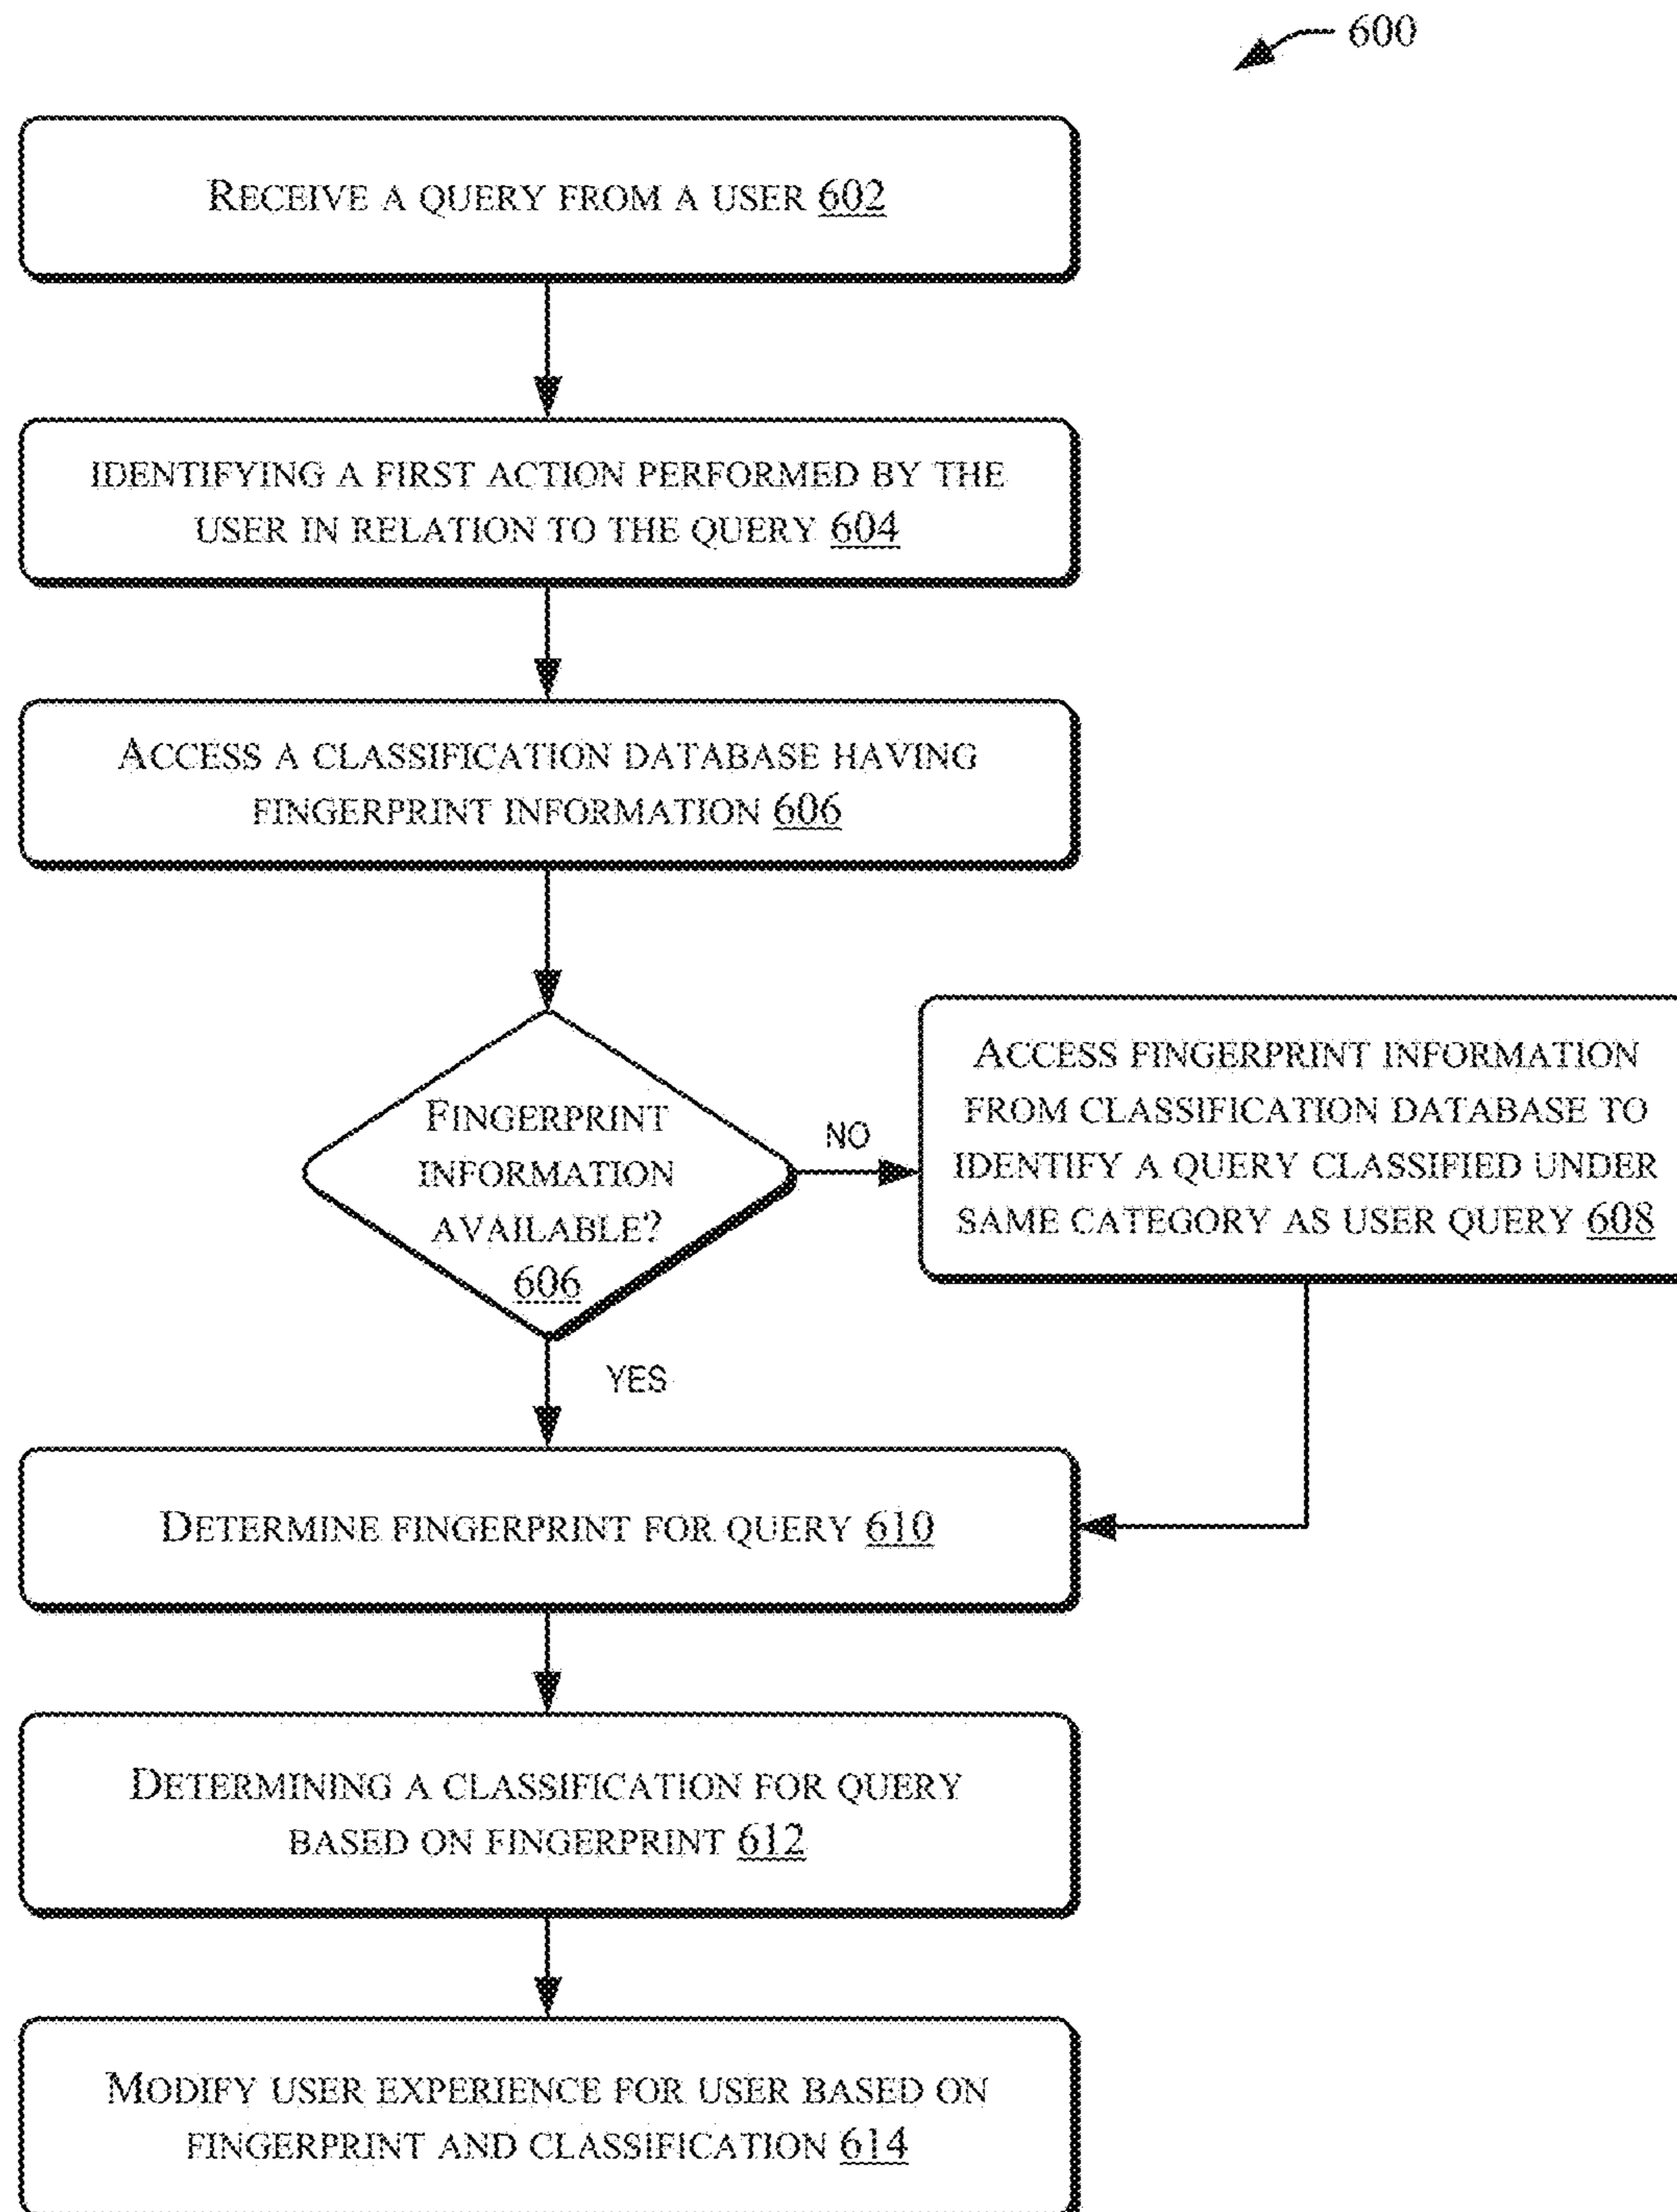 600
RECEIVE A QUERY FROM A USER 602
IDENTIFYING A FIRST ACTION PERFORMED BY THE
USER IN RELATION TO THE QUERY 604
ACCESS A CLASSIFICATION DATABASE HAVING
FINGERPRINT INFORMATION 606
FINGERPRINT
INFORMATION
AVAILABLE?
606
NO
ACCESS FINGERPRINT INFORMATION
FROM CLASSIFICATION DATABASE TO
IDENTIFY A QUERY CLASSIFIED UNDER
SAME CATEGORY AS USER QUERY 608
YES
DETERMINE FINGERPRINT FOR QUERY 610
DETERMINING A CLASSIFICATION FOR QUERY
BASED ON FINGERPRINT 612
MODIFY USER EXPERIENCE FOR USER BASED ON
FINGERPRINT AND CLASSIFICATION 614